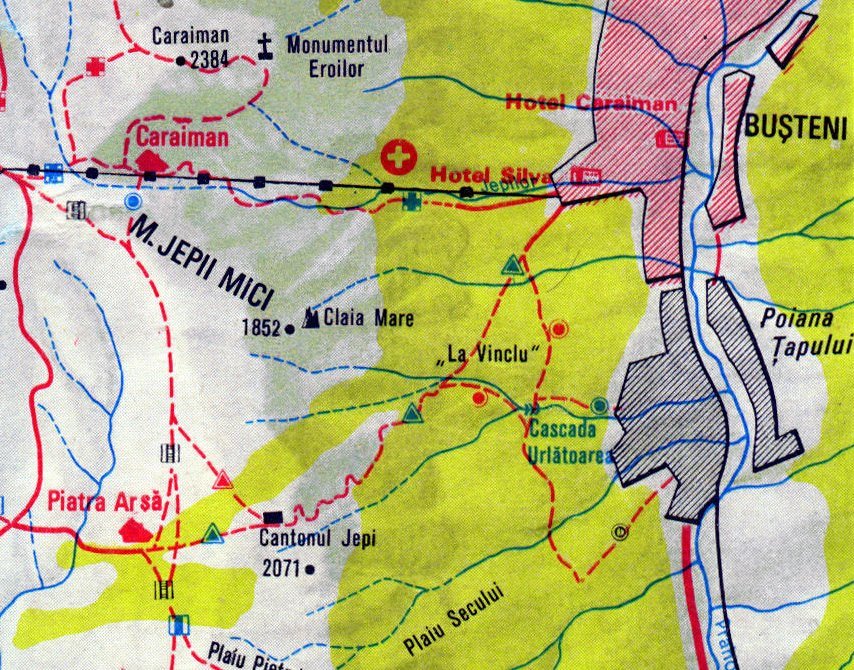 Caraiman
2384
Monumentul
Eroilor
Hotel Caraiman
BUŞTENI
Caraiman
Hotel Silva
M. JEPII MICI
1852
Claia Mare
Poiana
Ţapului
„La Vinclu“
Cascada
Urlătoarea
Piatra Arsă
Cantonul Jepi
2071
Plaiu Secului